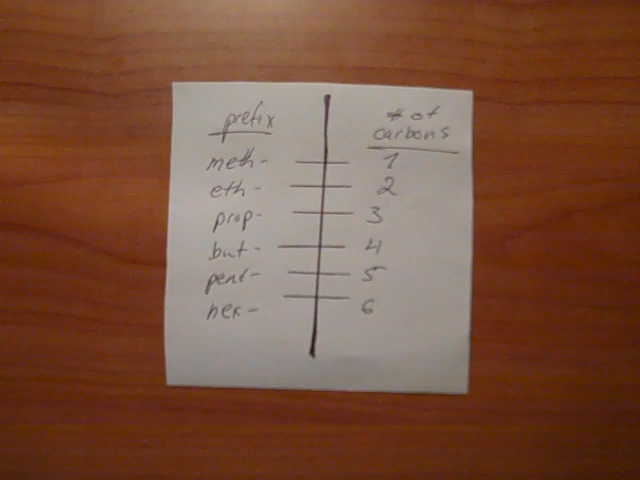 prefix # of carbons
meth- 1
eth- 2
prop- 3
but- 4
pent- 5
hex- 6